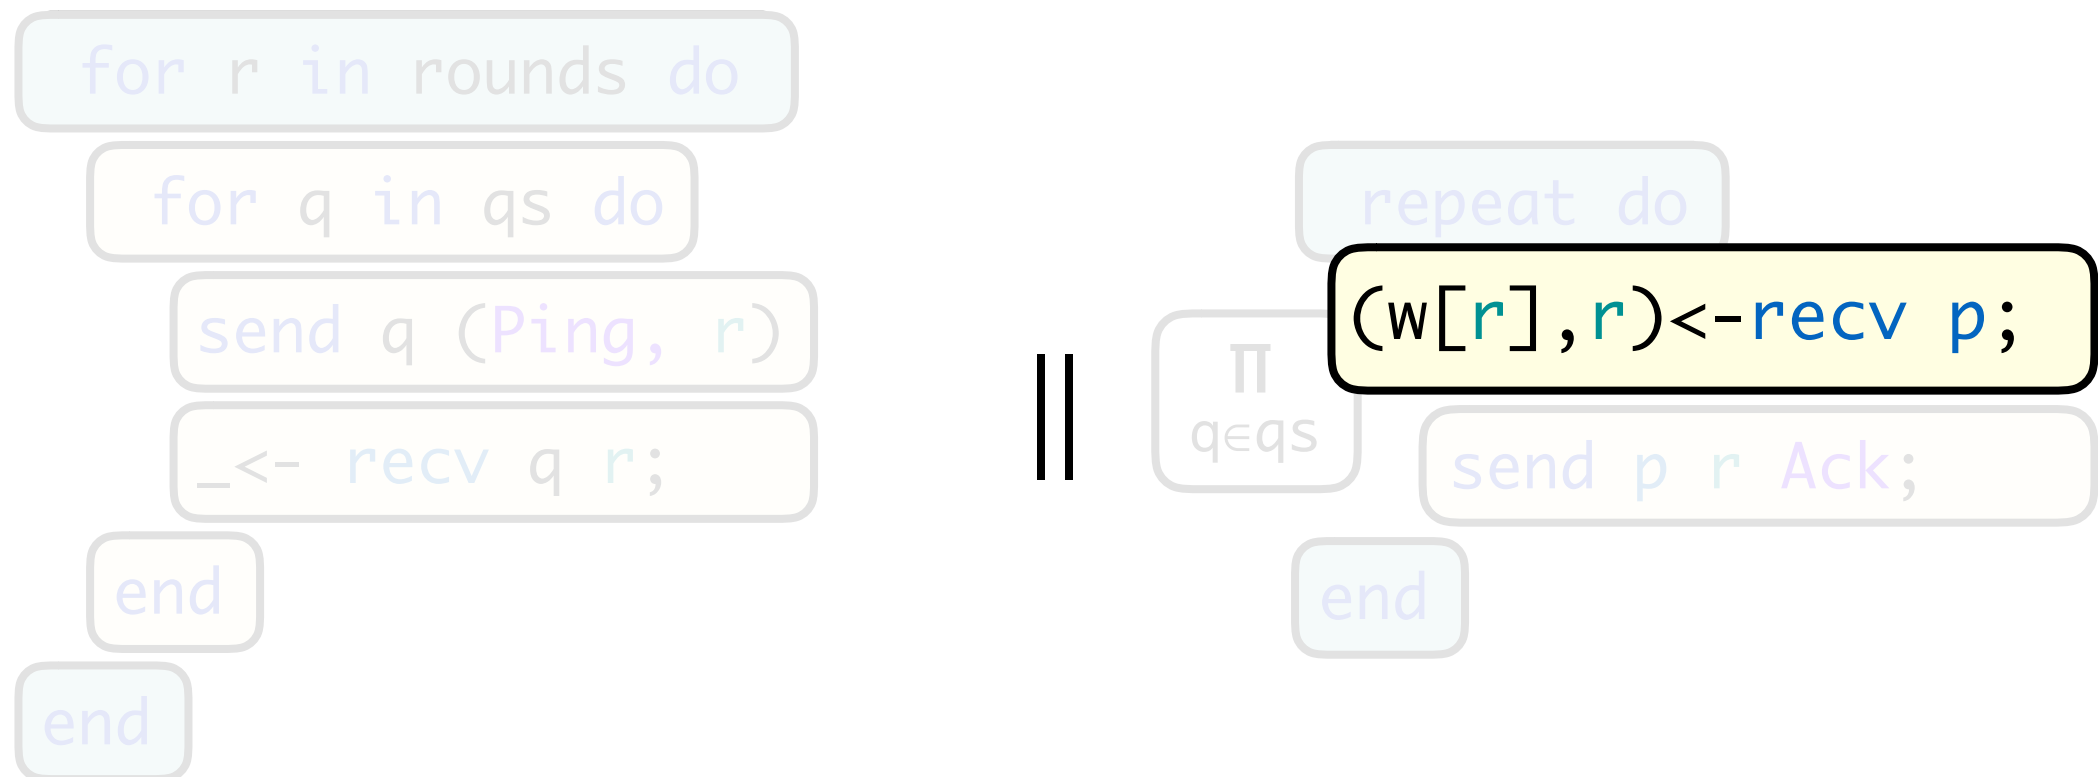 for r in rounds do
for q in qs do
send q (Ping, r)
_<- recv q r;
end
end
||
repeat do
(w[r],r)<-recv p;
Π
q∈qs
send p r Ack;
end